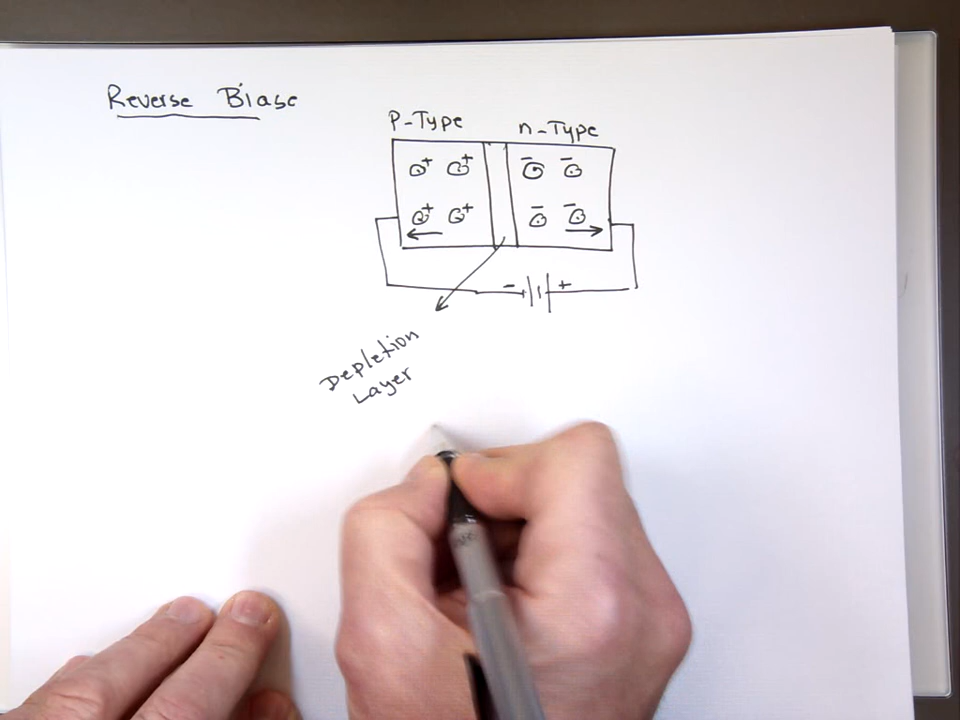 Reverse Biase
P-Type n-Type
+ + - -
+ + - -
- +
Depletion
Layer